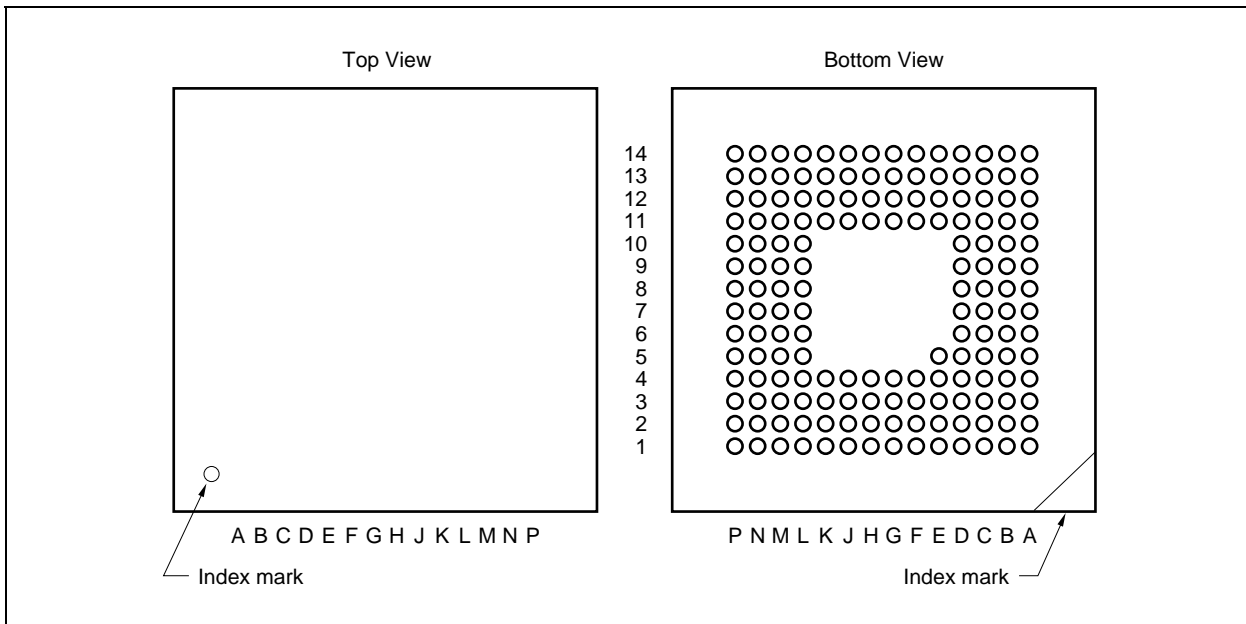 Top View
Bottom View
14
13
12
11
10
9
8
7
6
5
4
3
2
1
A B C D E F G H J K L M N P
P N M L K J H G F E D C B A
Index mark
Index mark